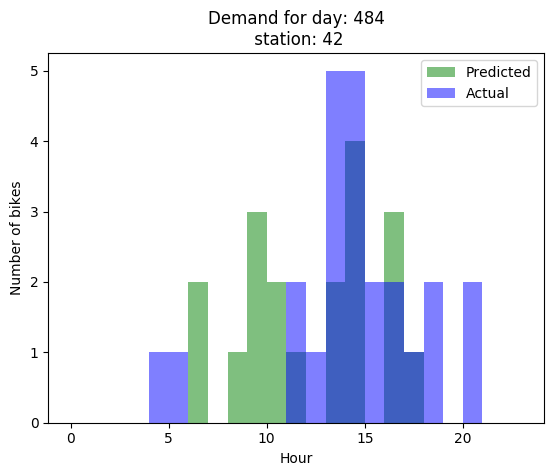 Demand for day: 484
station: 42
Predicted
Actual
5
4
3
2
1
0
Number of bikes
0 5 10 15 20
Hour